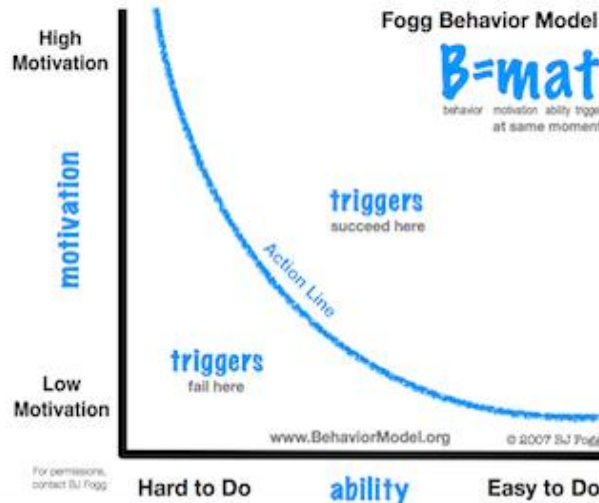 Fogg Behavior Model
High
Motivation
B=mat
behavior motivation ability trigge
at same moment
motivation
triggers
succeed here
Action Line
triggers
fail here
Low
Motivation
www.BehaviorModel.org
© 2007 BJ Fogg
For permissions,
contact BJ Fogg
Hard to Do
ability
Easy to Do